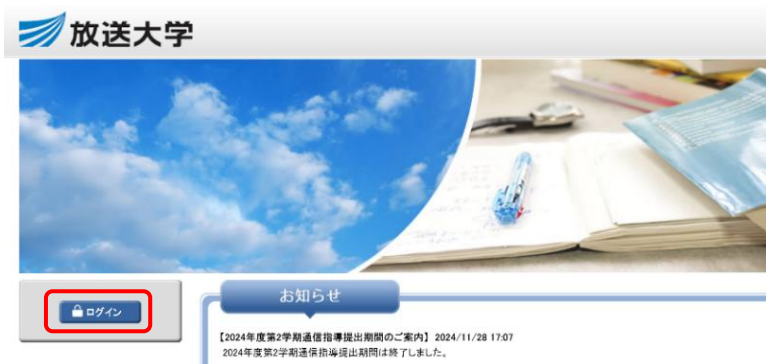 放送大学
ログイン
お知らせ
【2024年度第2学期通信指導提出期間のご案内】 2024/11/28 17:07
2024年度第2学期通信指導提出期間は終了しました。